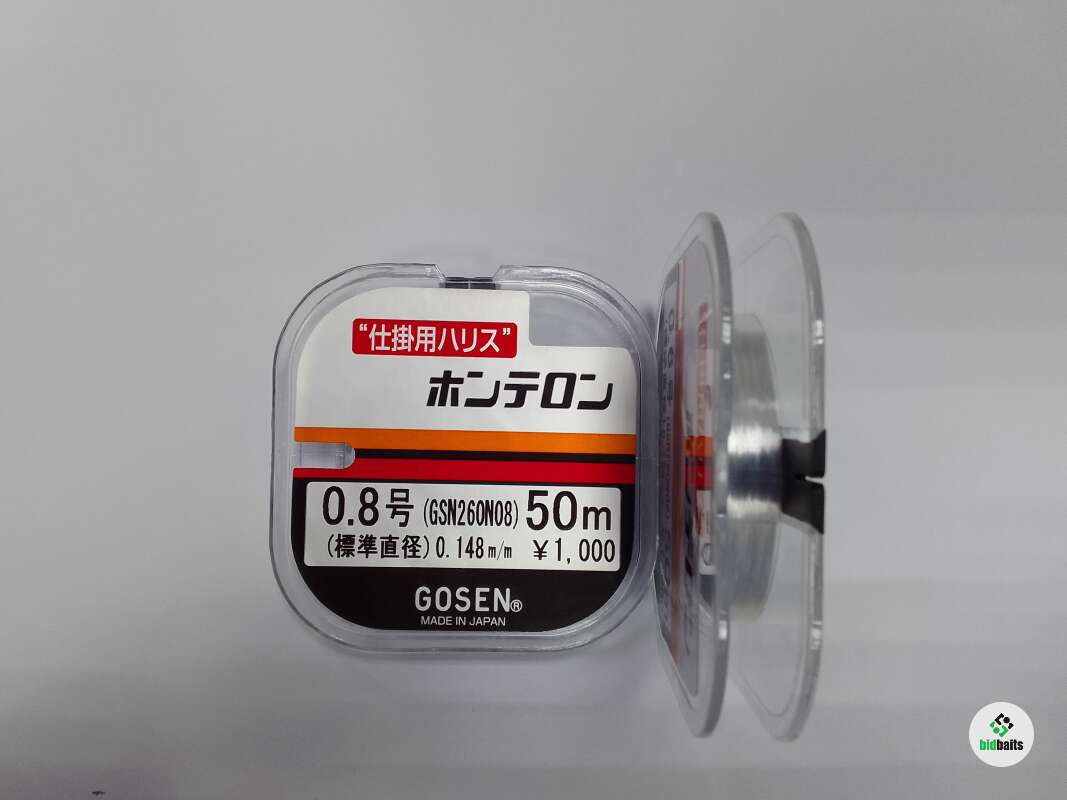 “仕掛用ハリス”
ホンテロン
0.8号(GSN260N08)50m
(標準直径)0.148m/m ¥1,000
GOSEN®
MADE IN JAPAN
bidbaits